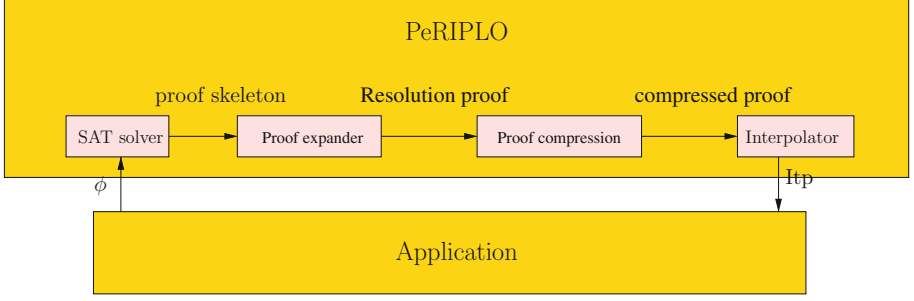 PeRIPLO
proof skeleton Resolution proof compressed proof
SAT solver Proof expander Proof compression Interpolator
ϕ Itp
Application